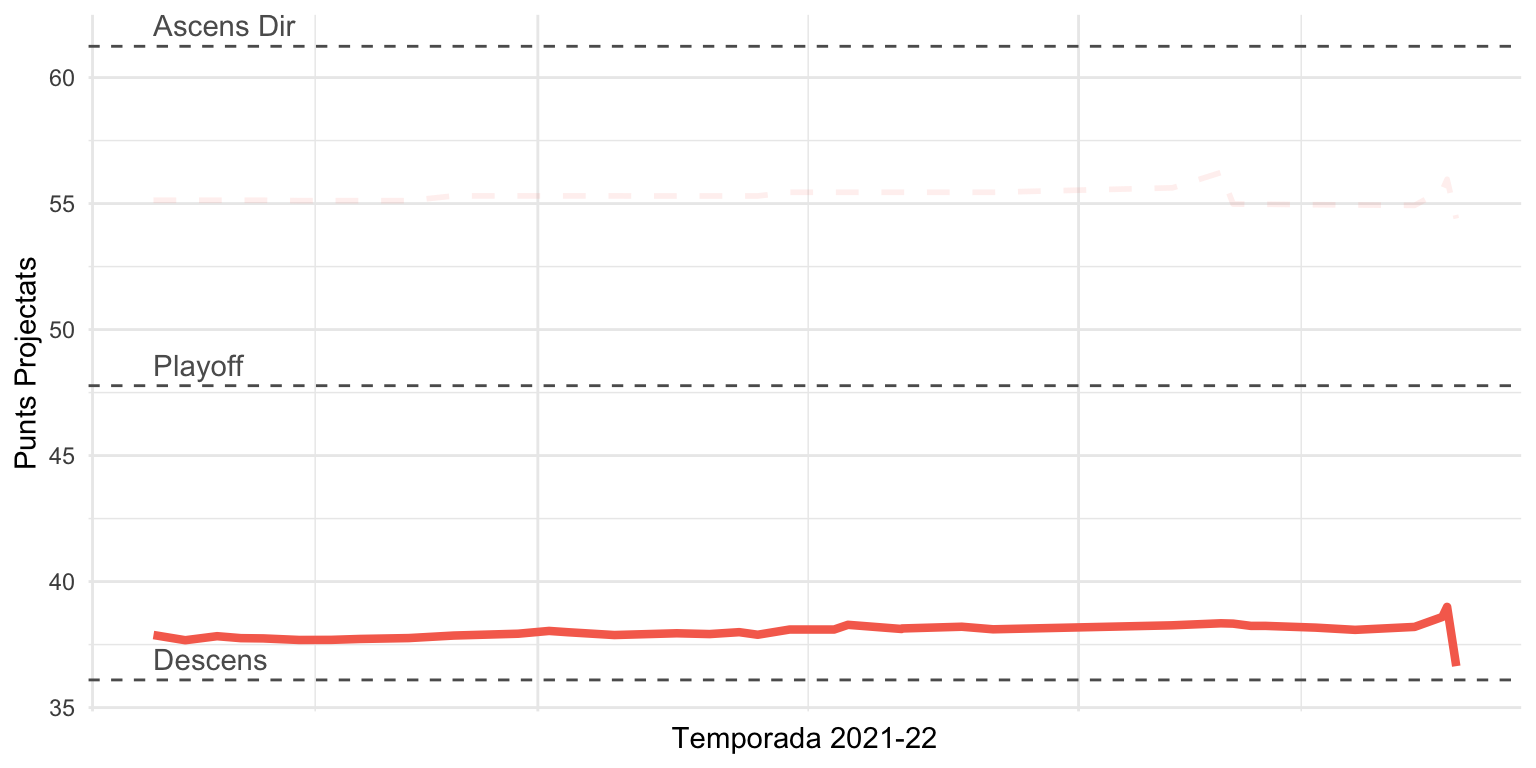 Ascens Dir
60
55
50
Playoff
45
40
Descens
35
Punts Projectats
Temporada 2021-22